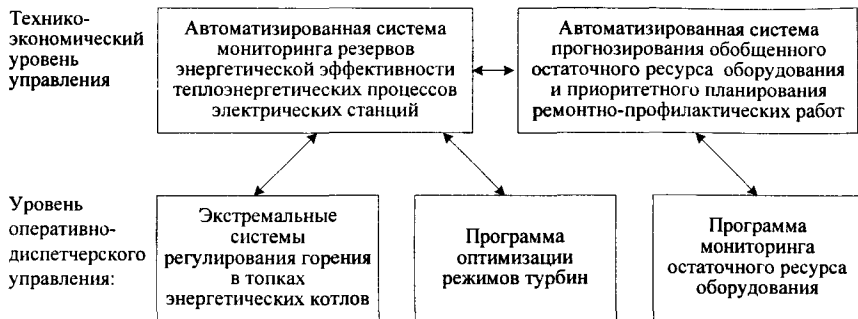 Технико-
экономический
уровень
управления
Автоматизированная система
мониторинга резервов
энергетической эффективности
теплоэнергетических процессов
электрических станций
Автоматизированная система
прогнозирования обобщенного
остаточного ресурса оборудования
и приоритетного планирования
ремонтно-профилактических работ
Уровень
оперативно-
диспетчерского
управления:
Экстремальные
системы
регулирования горения
в топках
энергетических котлов
Программа
оптимизации
режимов турбин
Программа
мониторинга
остаточного ресурса
оборудования